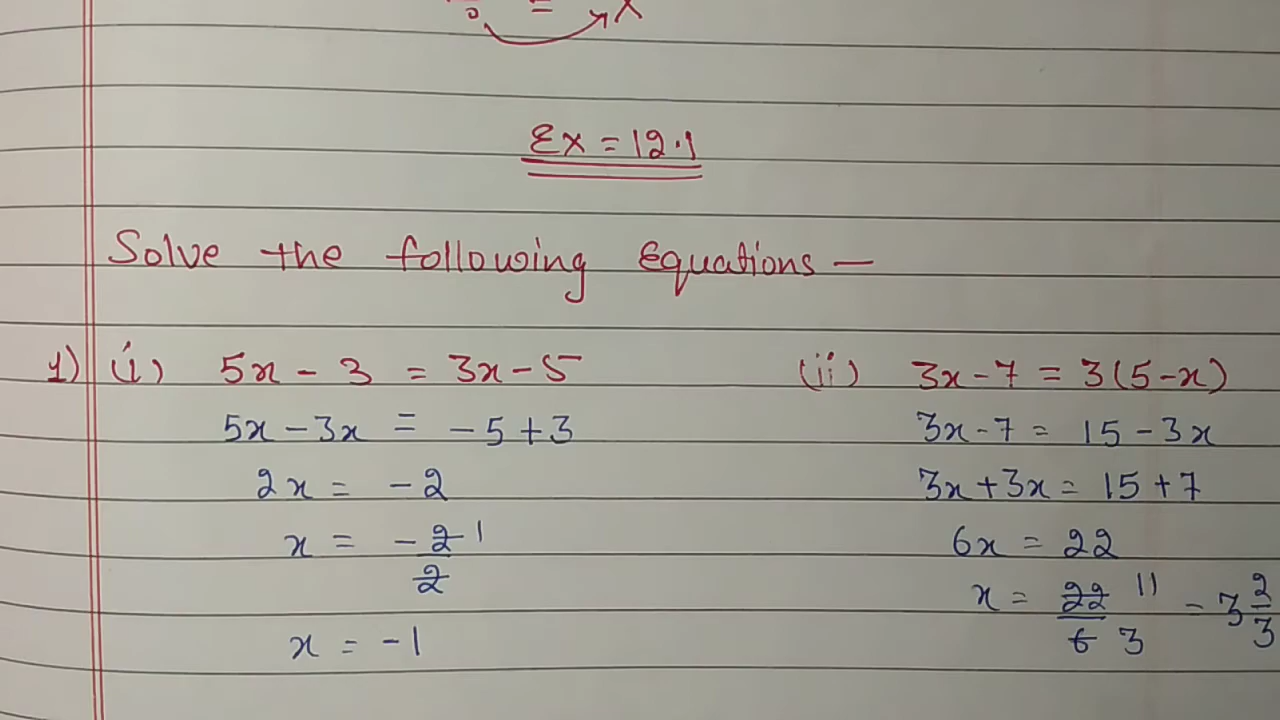 = x
Ex = 12.1
Solve the following Equations —
1) (i) 5x - 3 = 3x - 5
5x - 3x = -5 + 3
2x = -2
x = -2/2 1
x = -1
(ii) 3x - 7 = 3(5 - x)
3x - 7 = 15 - 3x
3x + 3x = 15 + 7
6x = 22
x = 22/6 11/3 = 3 2/3